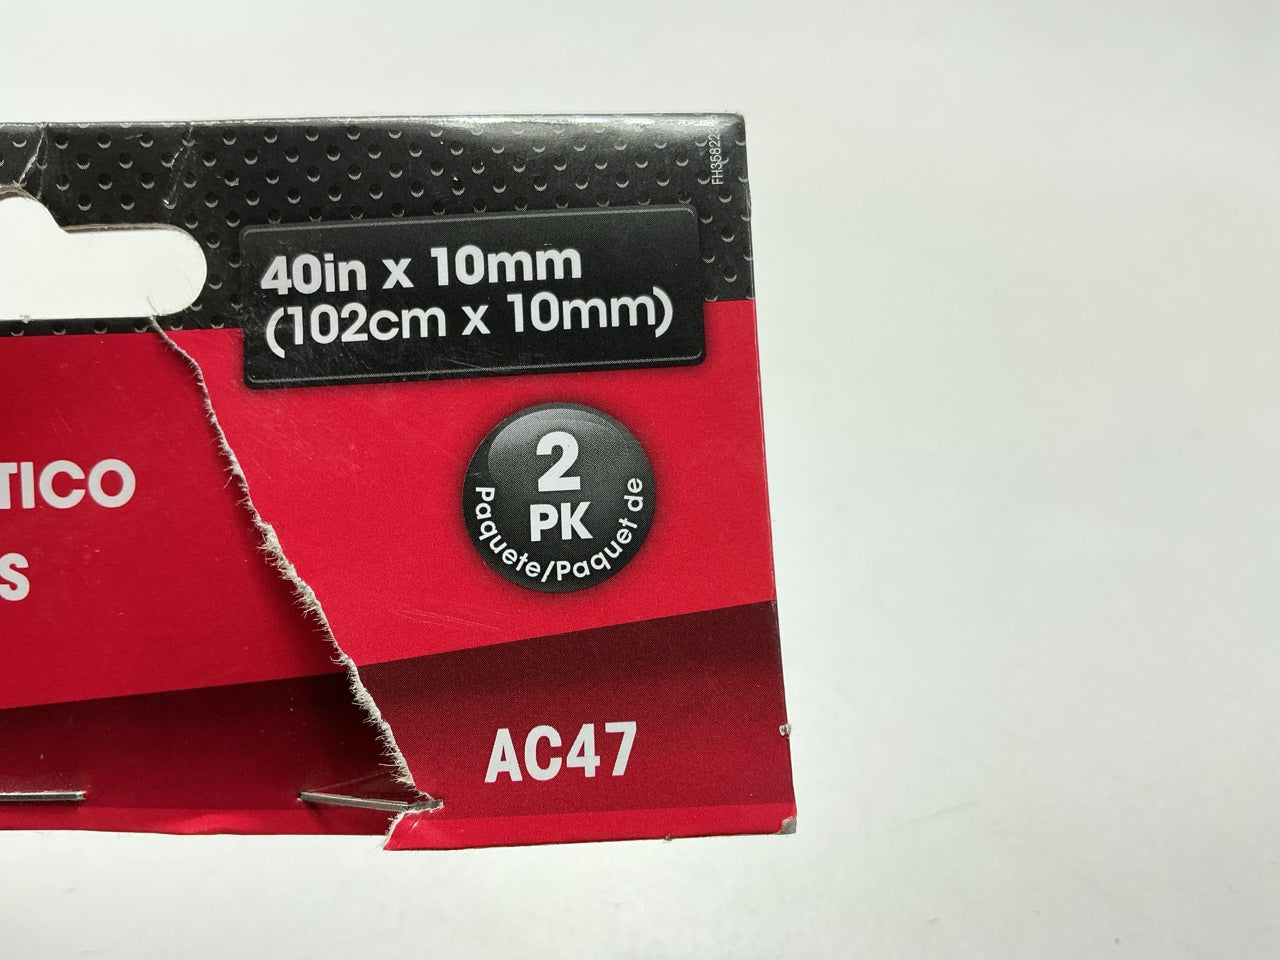 40in x 10mm
(102cm x 10mm)
2
PK
Paquete/Paquet de
TICO
S
AC47